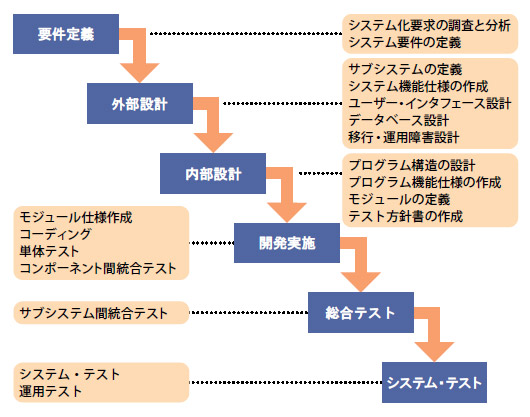 要件定義
システム化要求の調査と分析
システム要件の定義
外部設計
サブシステムの定義
システム機能仕様の作成
ユーザー・インタフェース設計
データベース設計
移行・運用障害設計
内部設計
プログラム構造の設計
プログラム機能仕様の作成
モジュールの定義
テスト方針書の作成
開発実施
モジュール仕様作成
コーディング
単体テスト
コンポーネント間統合テスト
総合テスト
サブシステム間統合テスト
システム・テスト
システム・テスト
運用テスト